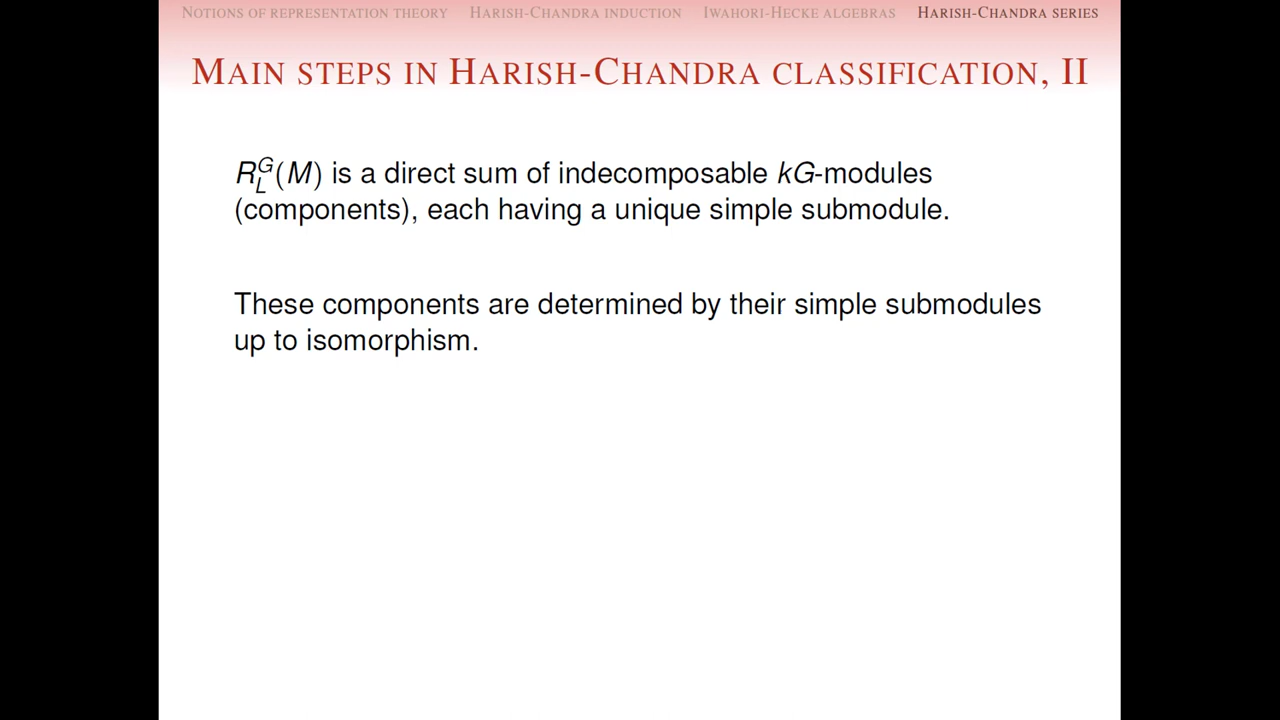 NOTIONS OF REPRESENTATION THEORY HARISH-CHANDRA INDUCTION IWAHORI-HECKE ALGEBRAS HARISH-CHANDRA SERIES
MAIN STEPS IN HARISH-CHANDRA CLASSIFICATION, II
$R_L^G(M)$ is a direct sum of indecomposable kG-modules
(components), each having a unique simple submodule.
These components are determined by their simple submodules
up to isomorphism.